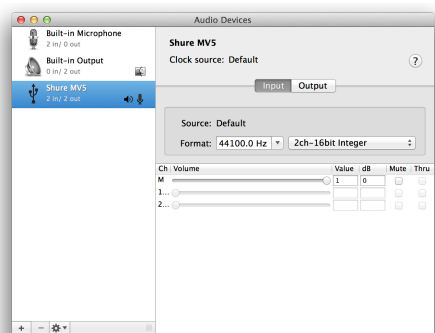 Audio Devices
Built-in Microphone
2 in/ 0 out
Built-in Output
0 in/ 2 out
Shure MV5
2 in/ 2 out
Shure MV5
Clock source: Default
?
Input Output
Source: Default
Format: 44100.0 Hz 2ch-16bit Integer
Ch Volume Value dB Mute Thru
M 1 0
1...
2...